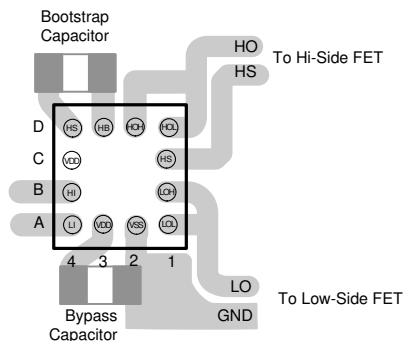 Bootstrap
Capacitor
HO
To Hi-Side FET
HS
D HS HB HOH HOL
C VDD HS
B HI LOH
A LI VDD VSS LOL
4 3 2 1
LO
To Low-Side FET
GND
Bypass
Capacitor